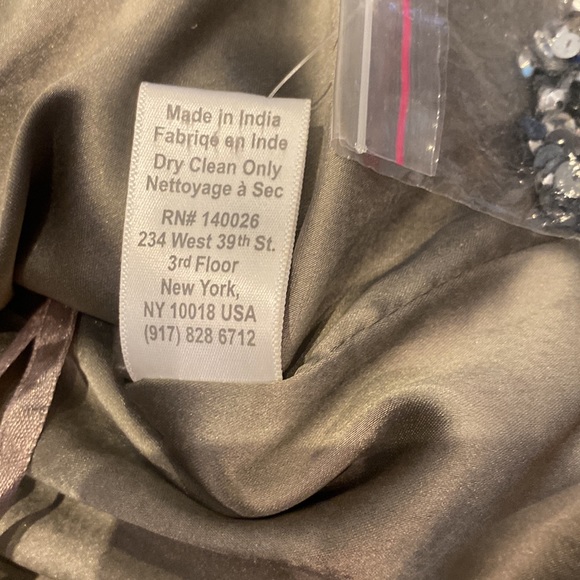 Made in India
Fabriqe en Inde
Dry Clean Only
Nettoyage à Sec
RN# 140026
234 West 39th St.
3rd Floor
New York,
NY 10018 USA
(917) 828 6712